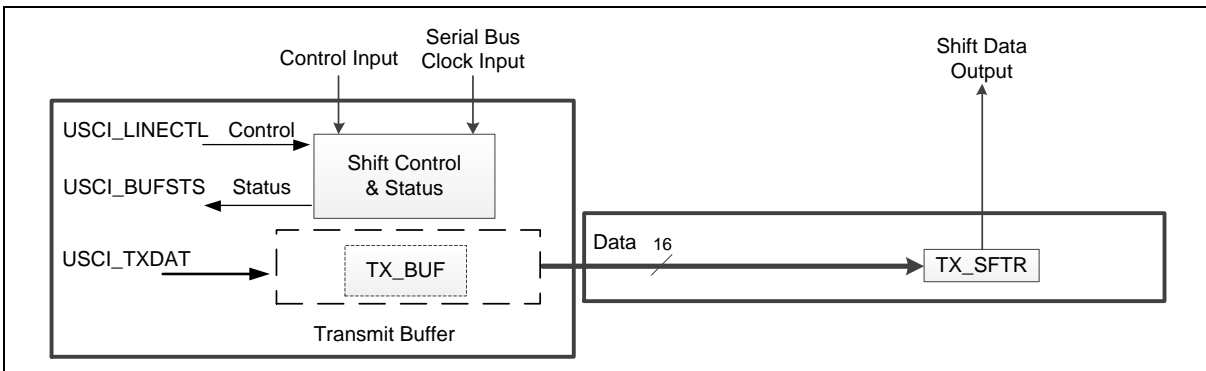 Control Input
Serial Bus
Clock Input
Shift Data
Output
USCI_LINECTL Control
Shift Control
& Status
USCI_BUFSTS Status
USCI_TXDAT
TX_BUF
Data 16
TX_SFTR
Transmit Buffer